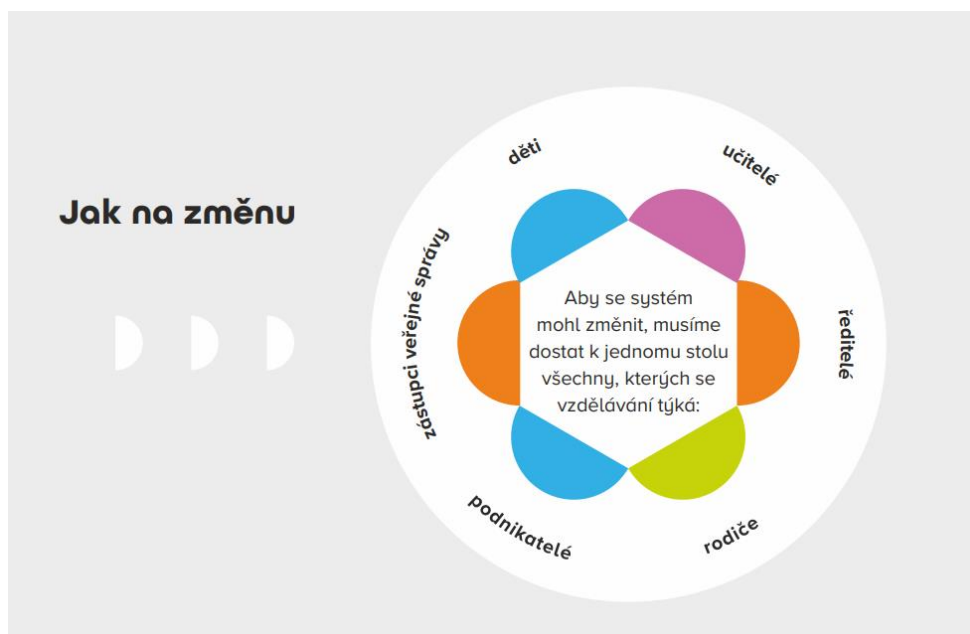 Jak na změnu
děti
učitelé
ředitelé
rodiče
podnikatelé
zástupci veřejné správy
Aby se systém
mohl změnit, musíme
dostat k jednomu stolu
všechny, kterých se
vzdělávání týká: